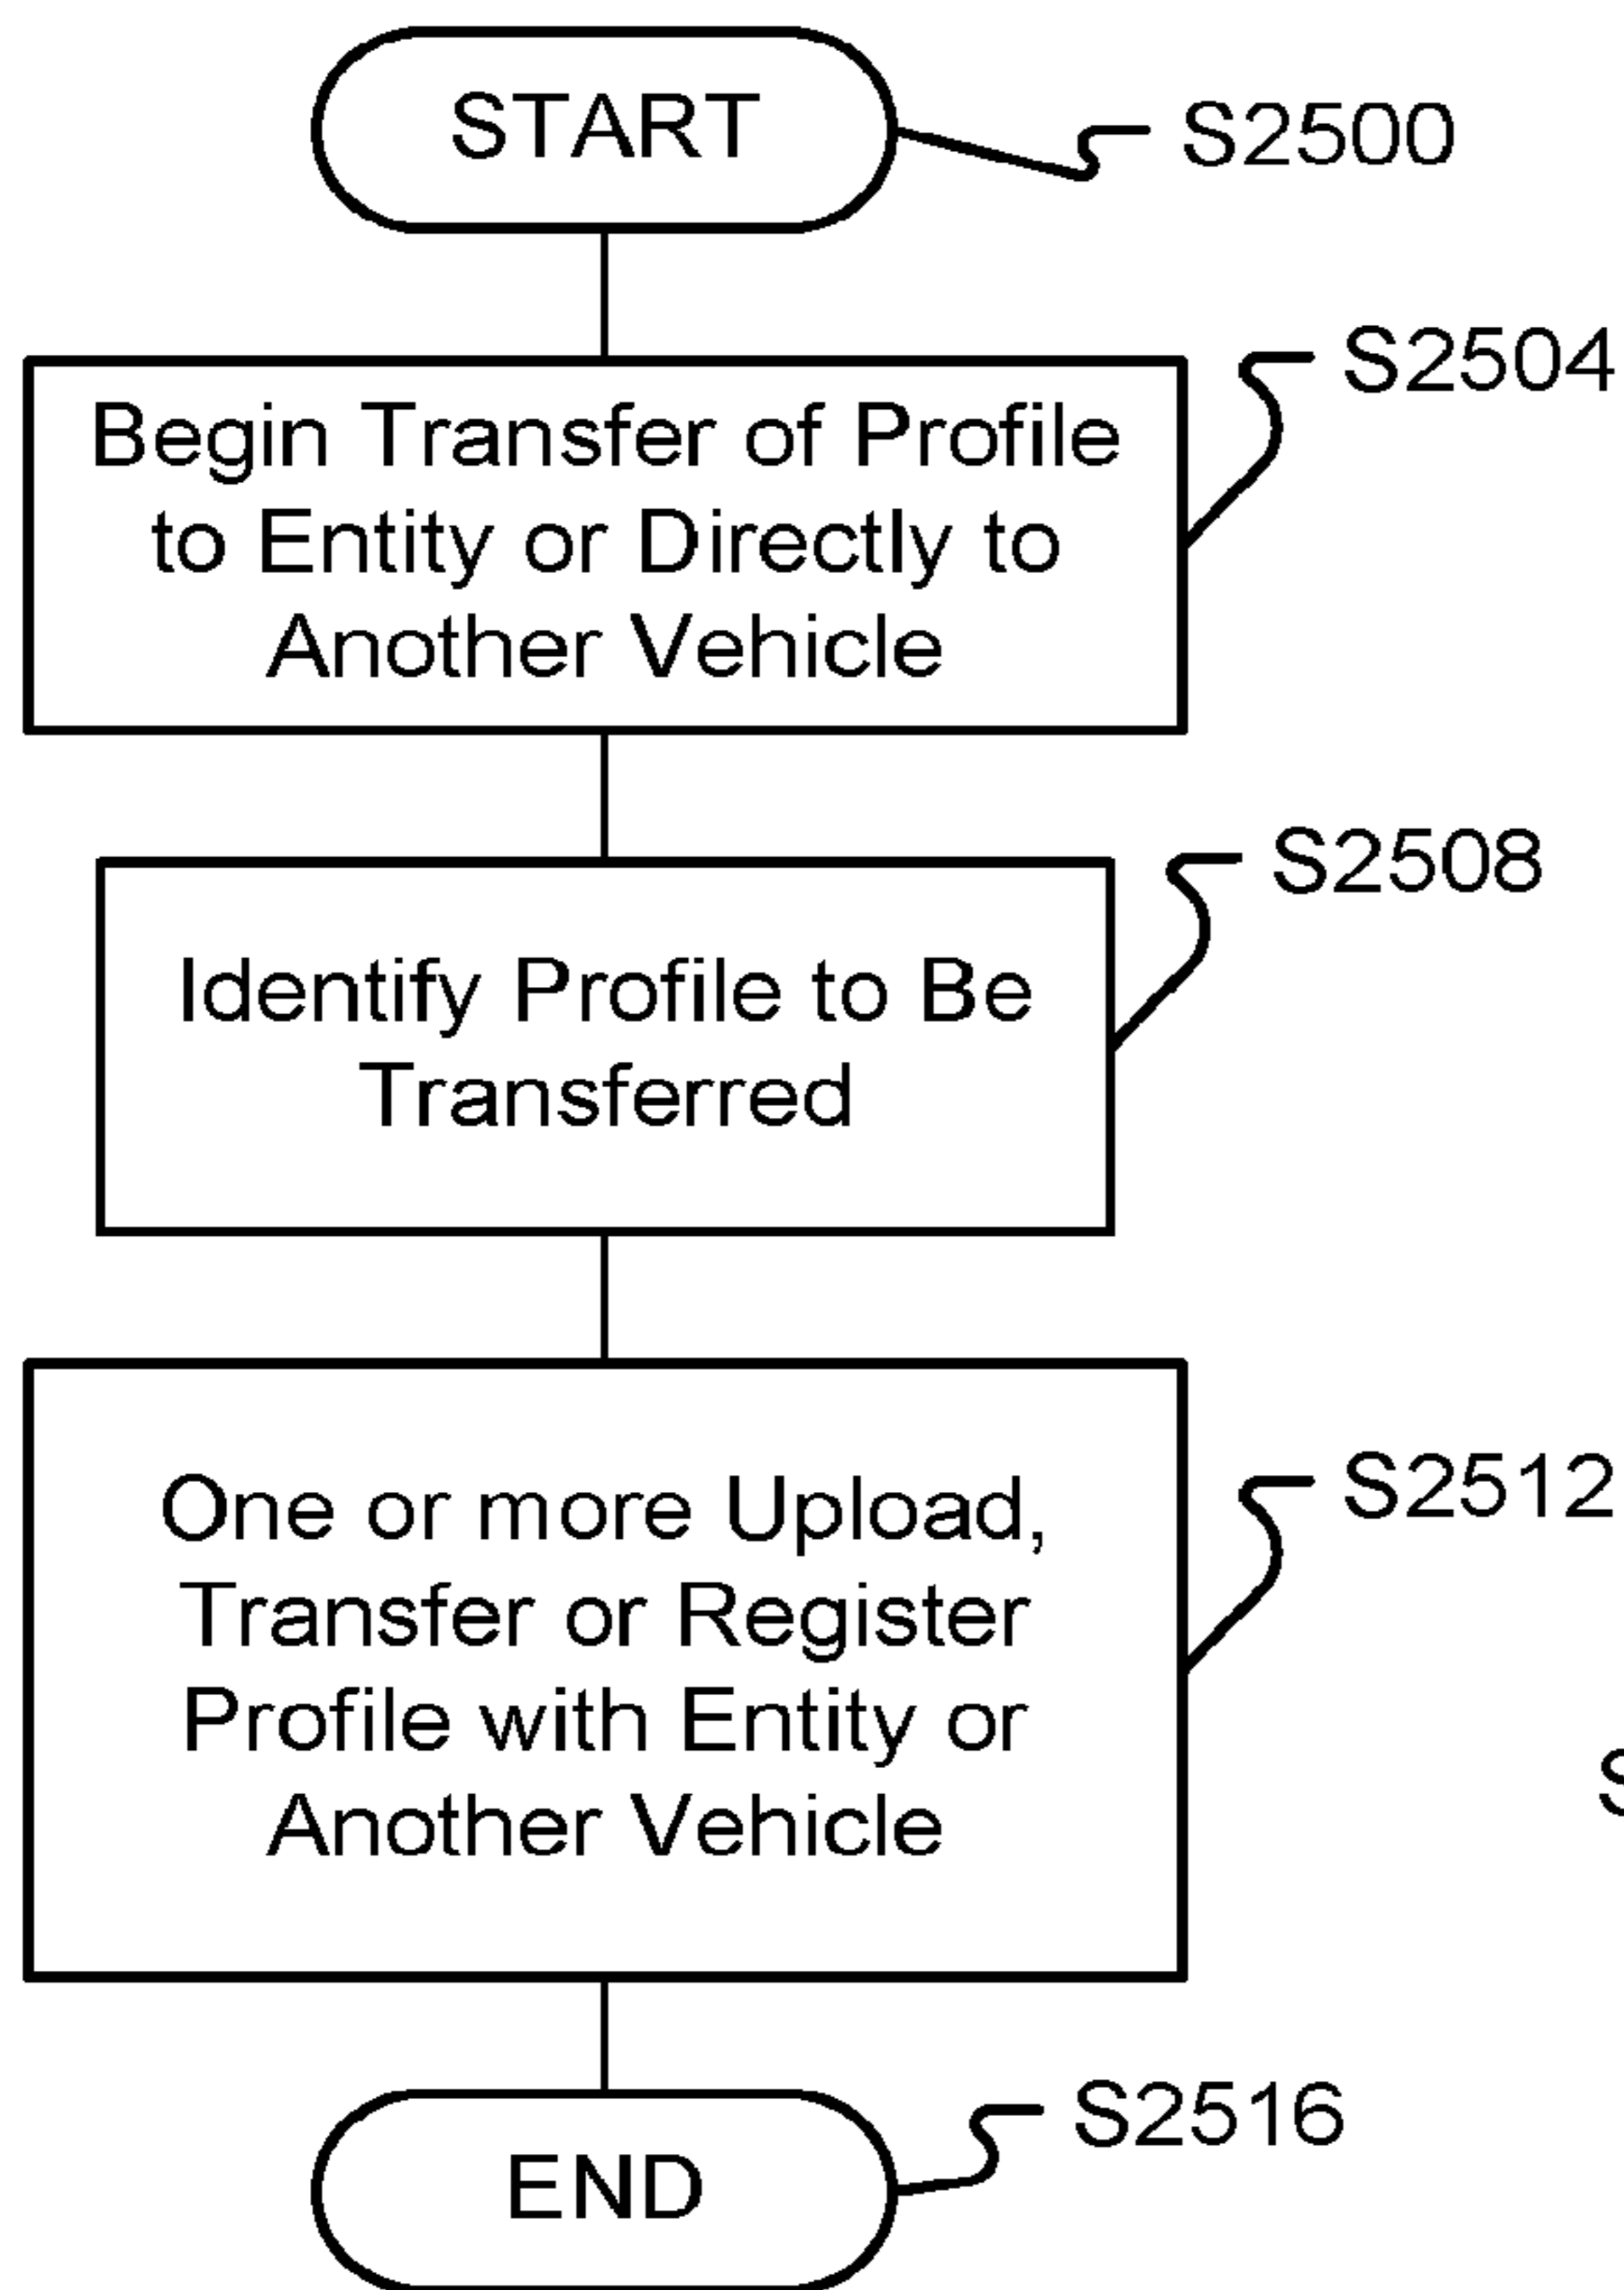 START
S2500
S2504
Begin Transfer of Profile
to Entity or Directly to
Another Vehicle
S2508
Identify Profile to Be
Transferred
S2512
One or more Upload,
Transfer or Register
Profile with Entity or
Another Vehicle
S2516
END